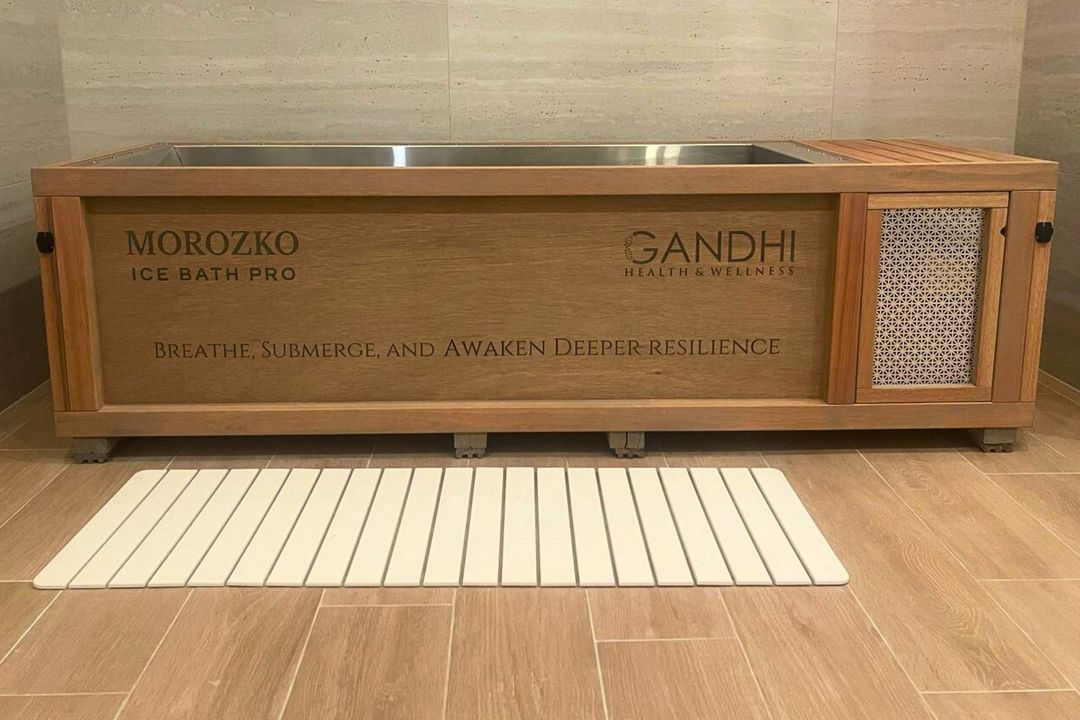 MOROZKO
ICE BATH PRO
GANDHI
HEALTH & WELLNESS
BREATHE, SUBMERGE, AND AWAKEN DEEPER RESILIENCE